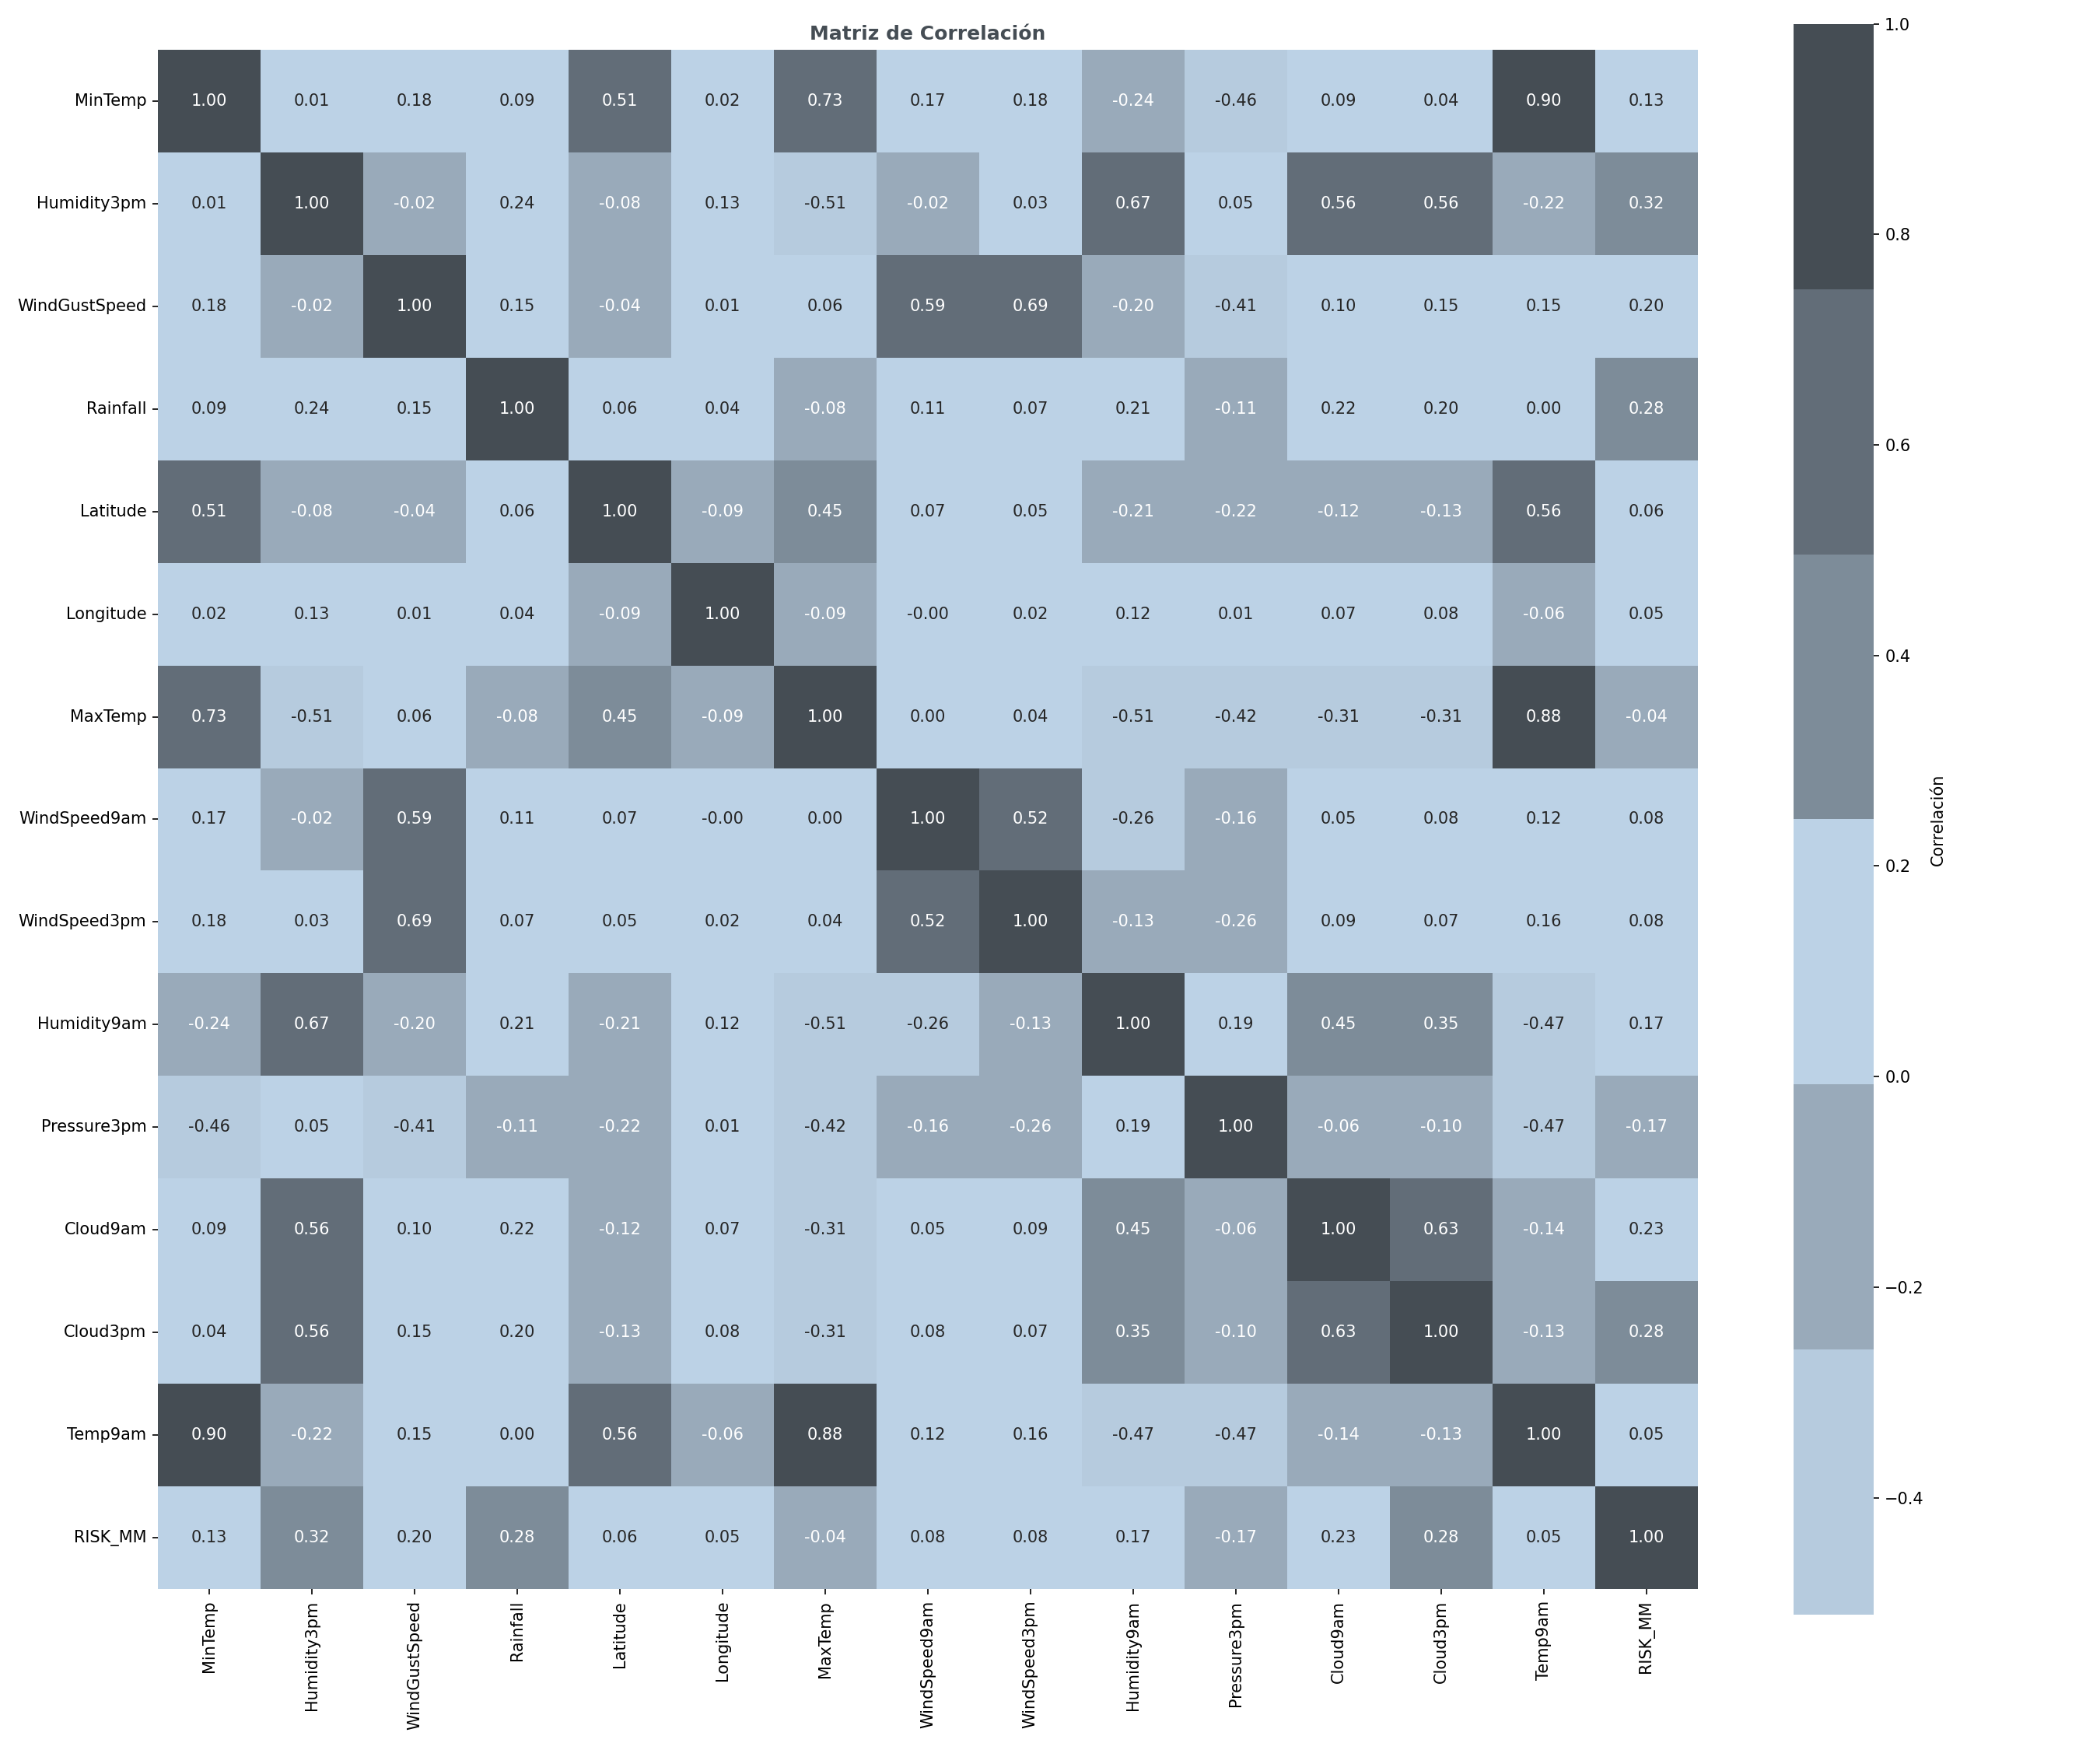 Matriz de Correlación
MinTemp 1.00 0.01 0.18 0.09 0.51 0.02 0.73 0.17 0.18 -0.24 -0.46 0.09 0.04 0.90 0.13
Humidity3pm 0.01 1.00 -0.02 0.24 -0.08 0.13 -0.51 -0.02 0.03 0.67 0.05 0.56 0.56 -0.22 0.32
WindGustSpeed 0.18 -0.02 1.00 0.15 -0.04 0.01 0.06 0.59 0.69 -0.20 -0.41 0.10 0.15 0.15 0.20
Rainfall 0.09 0.24 0.15 1.00 0.06 0.04 -0.08 0.11 0.07 0.21 -0.11 0.22 0.20 0.00 0.28
Latitude 0.51 -0.08 -0.04 0.06 1.00 -0.09 0.45 0.07 0.05 -0.21 -0.22 -0.12 -0.13 0.56 0.06
Longitude 0.02 0.13 0.01 0.04 -0.09 1.00 -0.09 -0.00 0.02 0.12 0.01 0.07 0.08 -0.06 0.05
MaxTemp 0.73 -0.51 0.06 -0.08 0.45 -0.09 1.00 0.00 0.04 -0.51 -0.42 -0.31 -0.31 0.88 -0.04
WindSpeed9am 0.17 -0.02 0.59 0.11 0.07 -0.00 0.00 1.00 0.52 -0.26 -0.16 0.05 0.08 0.12 0.08
WindSpeed3pm 0.18 0.03 0.69 0.07 0.05 0.02 0.04 0.52 1.00 -0.13 -0.26 0.09 0.07 0.16 0.08
Humidity9am -0.24 0.67 -0.20 0.21 -0.21 0.12 -0.51 -0.26 -0.13 1.00 0.19 0.45 0.35 -0.47 0.17
Pressure3pm -0.46 0.05 -0.41 -0.11 -0.22 0.01 -0.42 -0.16 -0.26 0.19 1.00 -0.06 -0.10 -0.47 -0.17
Cloud9am 0.09 0.56 0.10 0.22 -0.12 0.07 -0.31 0.05 0.09 0.45 -0.06 1.00 0.63 -0.14 0.23
Cloud3pm 0.04 0.56 0.15 0.20 -0.13 0.08 -0.31 0.08 0.07 0.35 -0.10 0.63 1.00 -0.13 0.28
Temp9am 0.90 -0.22 0.15 0.00 0.56 -0.06 0.88 0.12 0.16 -0.47 -0.47 -0.14 -0.13 1.00 0.05
RISK_MM 0.13 0.32 0.20 0.28 0.06 0.05 -0.04 0.08 0.08 0.17 -0.17 0.23 0.28 0.05 1.00
MinTemp Humidity3pm WindGustSpeed Rainfall Latitude Longitude MaxTemp WindSpeed9am WindSpeed3pm Humidity9am Pressure3pm Cloud9am Cloud3pm Temp9am RISK_MM
1.0
0.8
0.6
0.4
0.2
0.0
−0.2
−0.4
Correlación